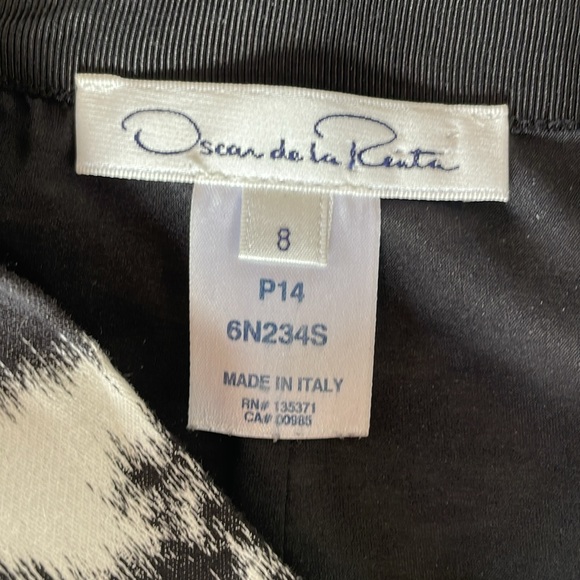 Oscar de la Renta
8
P14
6N234S
MADE IN ITALY
RN# 135371
CA# 00985